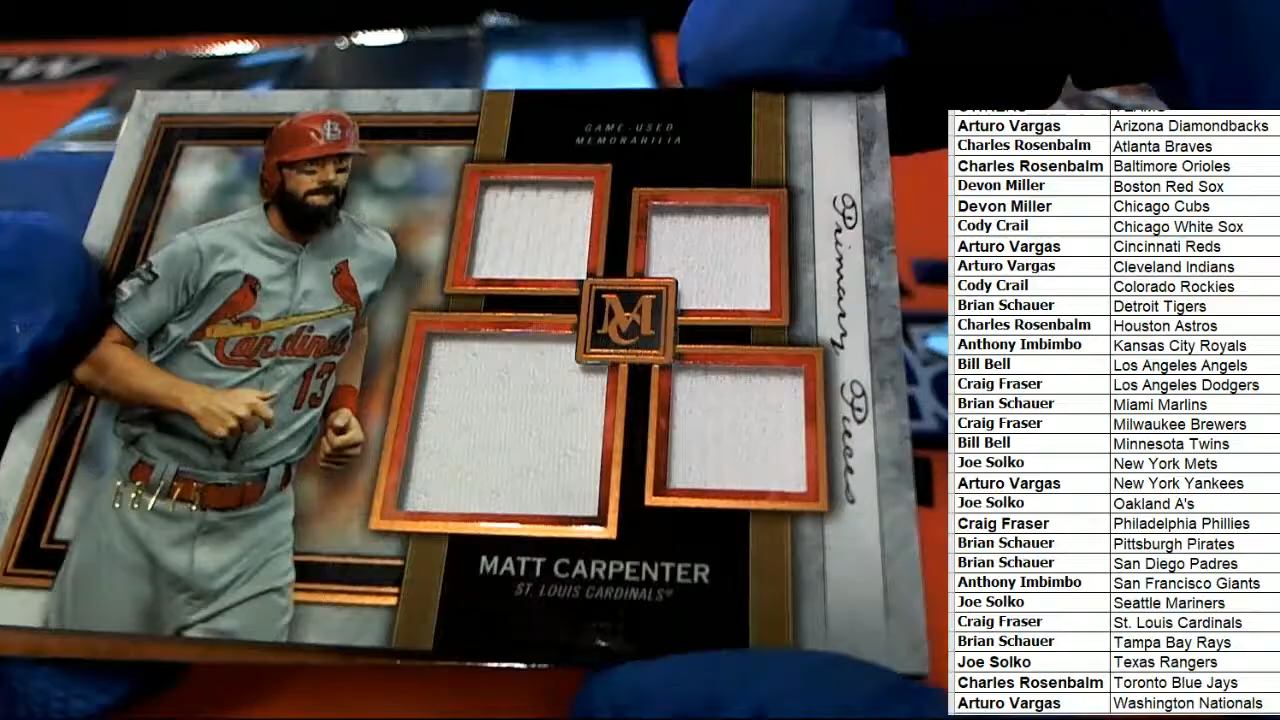 GAME-USED
MEMORABILIA
Primary Pieces
Cardinals
13
MC
MATT CARPENTER
ST. LOUIS CARDINALS®
Arturo Vargas Arizona Diamondbacks
Charles Rosenbalm Atlanta Braves
Charles Rosenbalm Baltimore Orioles
Devon Miller Boston Red Sox
Devon Miller Chicago Cubs
Cody Crail Chicago White Sox
Arturo Vargas Cincinnati Reds
Arturo Vargas Cleveland Indians
Cody Crail Colorado Rockies
Brian Schauer Detroit Tigers
Charles Rosenbalm Houston Astros
Anthony Imbimbo Kansas City Royals
Bill Bell Los Angeles Angels
Craig Fraser Los Angeles Dodgers
Brian Schauer Miami Marlins
Craig Fraser Milwaukee Brewers
Bill Bell Minnesota Twins
Joe Solko New York Mets
Arturo Vargas New York Yankees
Joe Solko Oakland A's
Craig Fraser Philadelphia Phillies
Brian Schauer Pittsburgh Pirates
Brian Schauer San Diego Padres
Anthony Imbimbo San Francisco Giants
Joe Solko Seattle Mariners
Craig Fraser St. Louis Cardinals
Brian Schauer Tampa Bay Rays
Joe Solko Texas Rangers
Charles Rosenbalm Toronto Blue Jays
Arturo Vargas Washington Nationals